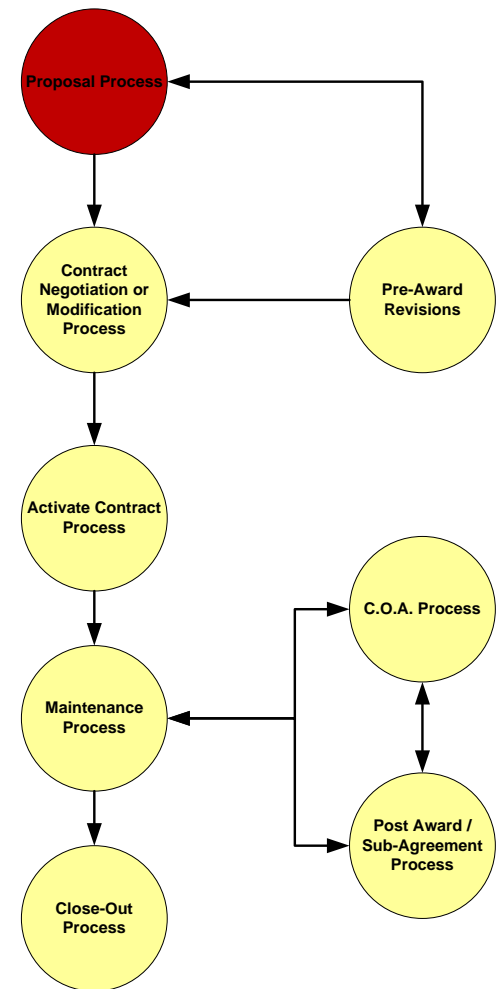 Proposal Process
Contract
Negotiation or
Modification
Process
Pre-Award
Revisions
Activate Contract
Process
C.O.A. Process
Maintenance
Process
Post Award /
Sub-Agreement
Process
Close-Out
Process